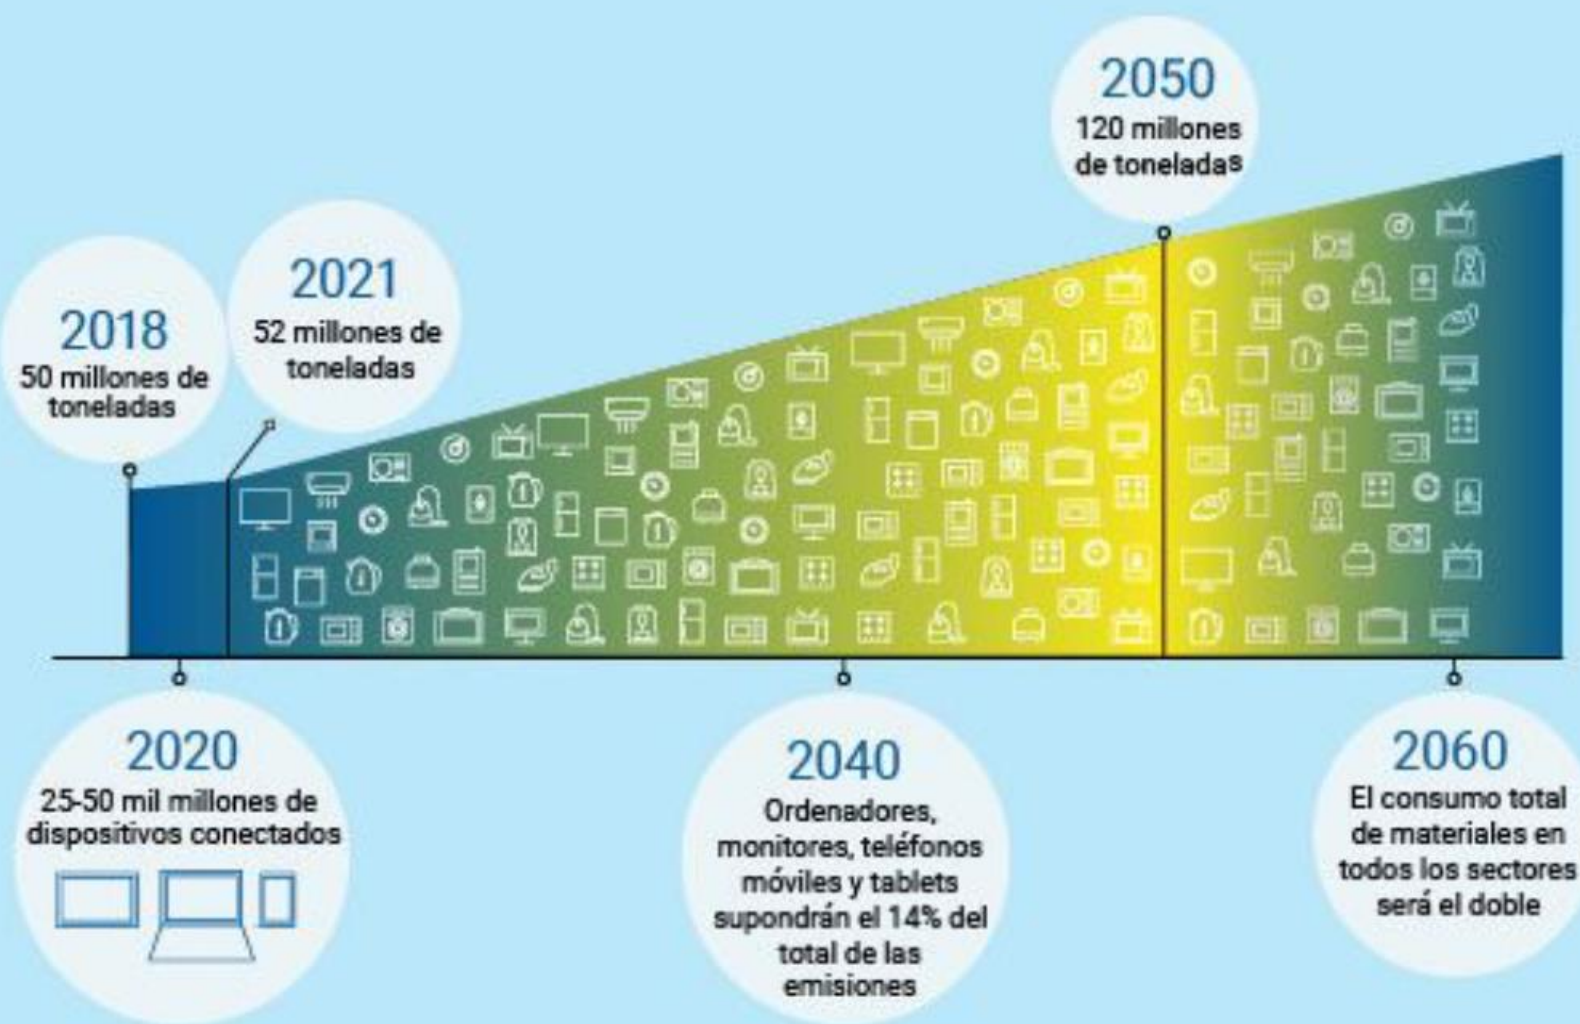 2050
120 millones
de toneladas
2021
52 millones de
toneladas
2018
50 millones de
toneladas
2020
25-50 mil millones de
dispositivos conectados
2040
Ordenadores,
monitores, teléfonos
móviles y tablets
supondrán el 14% del
total de las
emisiones
2060
El consumo total
de materiales en
todos los sectores
será el doble